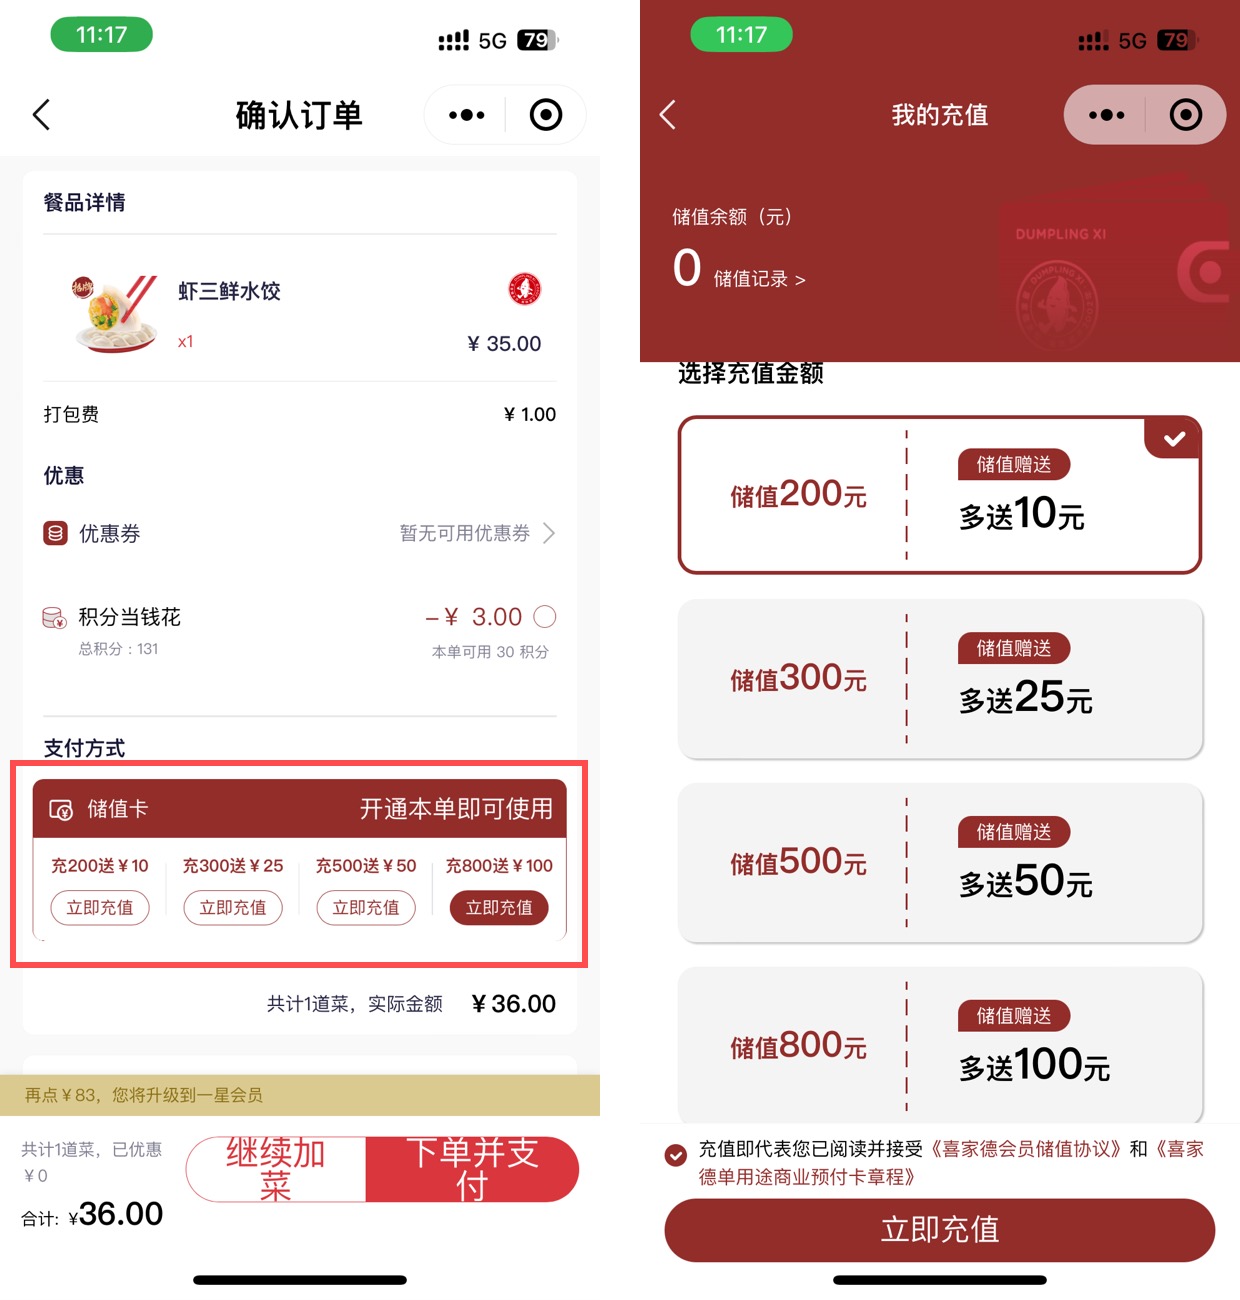 11:17
5G 79
确认订单
餐品详情
招牌
虾三鲜水饺
x1
¥ 35.00
打包费
¥ 1.00
优惠
优惠券
暂无可用优惠券
积分当钱花
-¥ 3.00
总积分：131
本单可用 30 积分
支付方式
储值卡
开通本单即可使用
充200送¥10 充300送¥25 充500送¥50 充800送¥100
立即充值 立即充值 立即充值 立即充值
共计1道菜，实际金额 ¥36.00
再点¥83，您将升级到一星会员
共计1道菜，已优惠
¥0
合计: ¥36.00
继续加
菜
下单并支
付
11:17
5G 79
我的充值
储值余额（元）
0 储值记录 >
DUMPLING XI
DUMPLING XI
选择充值金额
储值200元
储值赠送
多送10元
储值300元
储值赠送
多送25元
储值500元
储值赠送
多送50元
储值800元
储值赠送
多送100元
充值即代表您已阅读并接受《喜家德会员储值协议》和《喜家
德单用途商业预付卡章程》
立即充值